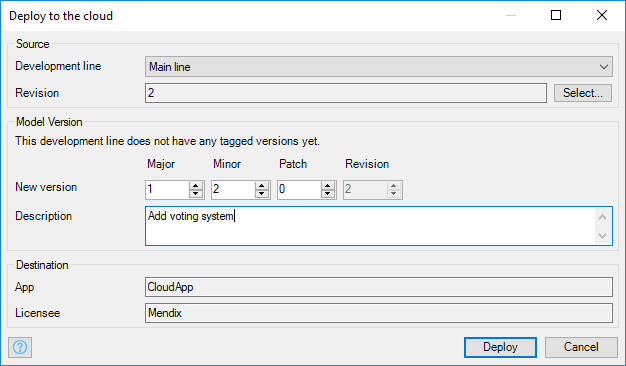 Deploy to the cloud
Source
Development line Main line
Revision 2 Select...
Model Version
This development line does not have any tagged versions yet.
Major Minor Patch Revision
New version 1 2 0 2
Description Add voting system
Destination
App CloudApp
Licensee Mendix
? Deploy Cancel